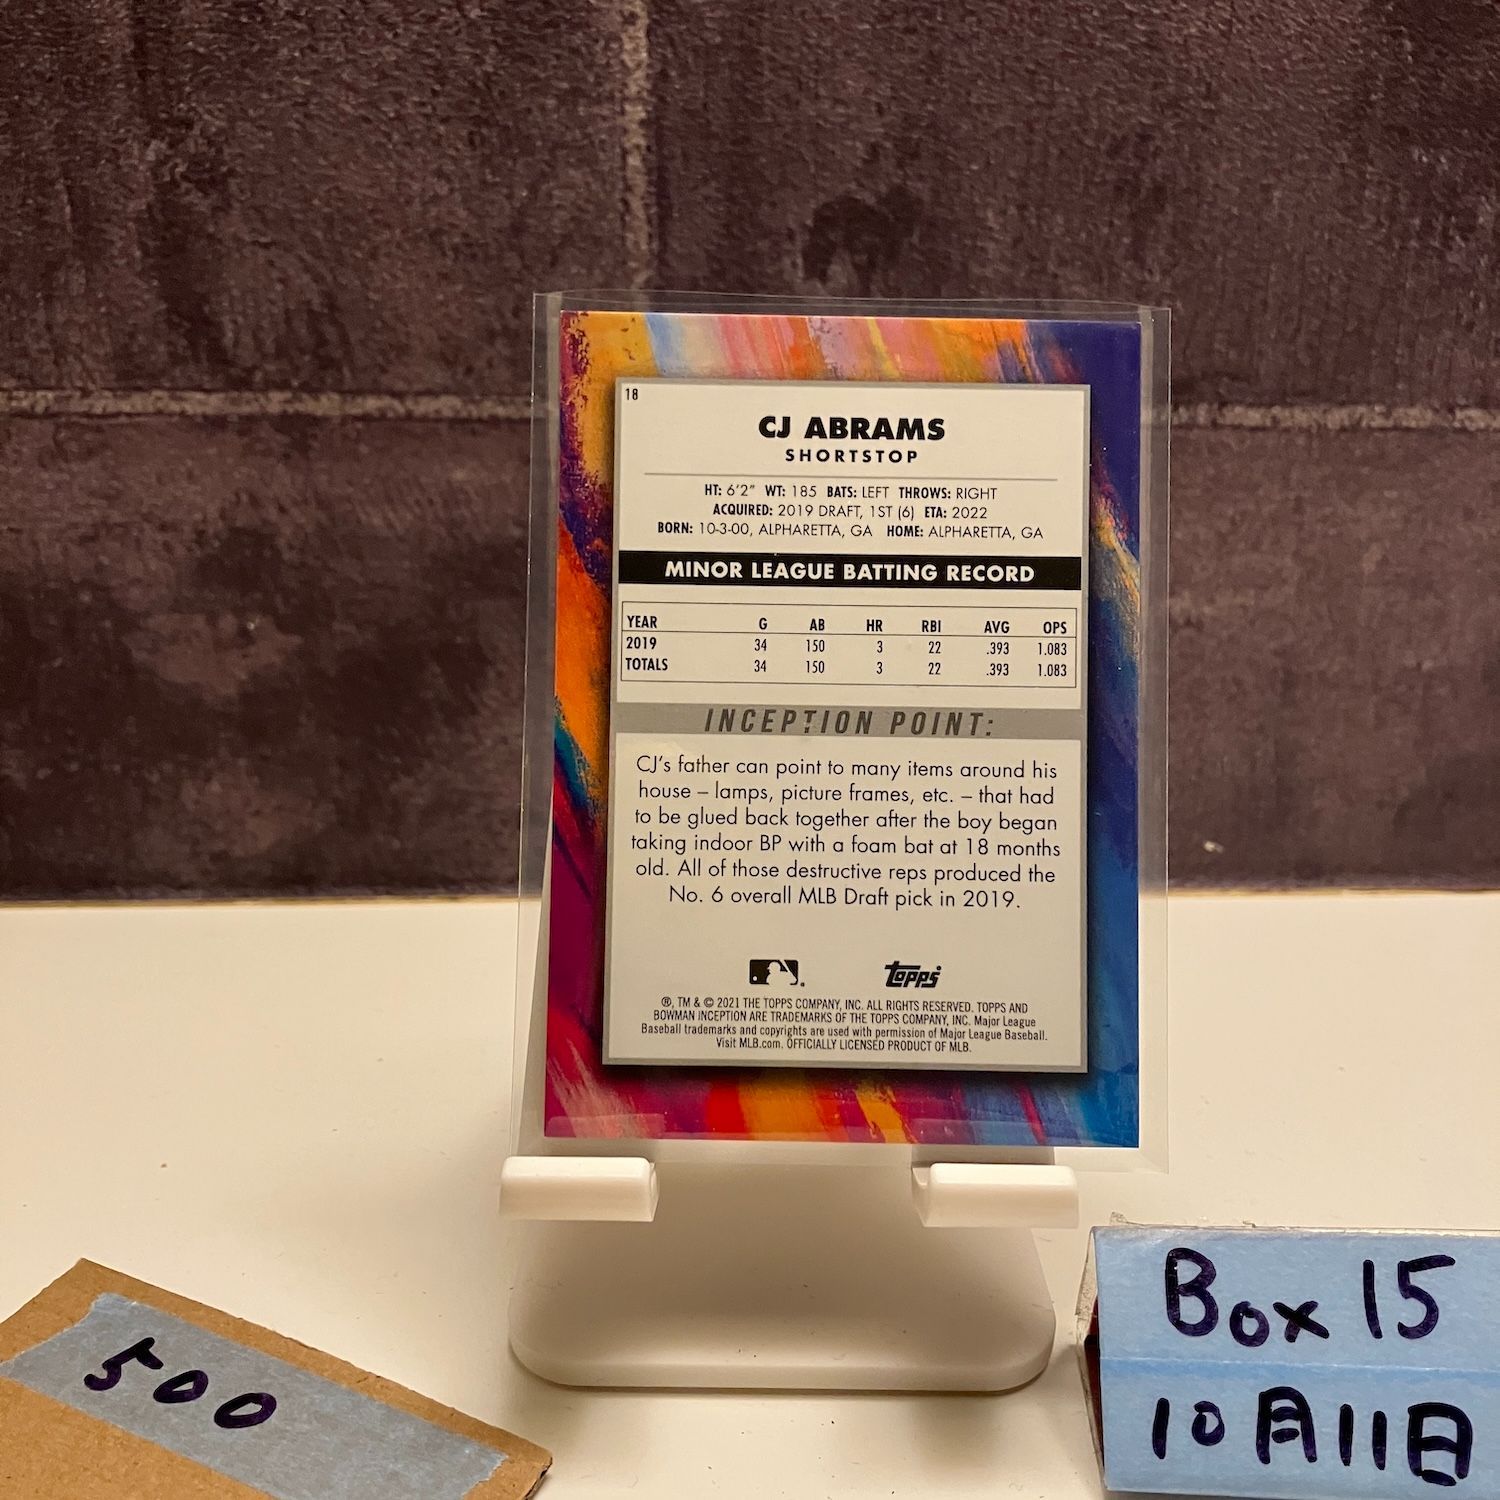 18
CJ ABRAMS
SHORTSTOP
HT: 6'2" WT: 185 BATS: LEFT THROWS: RIGHT
ACQUIRED: 2019 DRAFT, 1ST (6) ETA: 2022
BORN: 10-3-00, ALPHARETTA, GA HOME: ALPHARETTA, GA
MINOR LEAGUE BATTING RECORD
YEAR G AB HR RBI AVG OPS
2019 34 150 3 22 .393 1.083
TOTALS 34 150 3 22 .393 1.083
INCEPTION POINT:
CJ's father can point to many items around his
house – lamps, picture frames, etc. – that had
to be glued back together after the boy began
taking indoor BP with a foam bat at 18 months
old. All of those destructive reps produced the
No. 6 overall MLB Draft pick in 2019.
topps
®, TM & © 2021 THE TOPPS COMPANY, INC. ALL RIGHTS RESERVED. TOPPS AND
BOWMAN INCEPTION ARE TRADEMARKS OF THE TOPPS COMPANY, INC. Major League
Baseball trademarks and copyrights are used with permission of Major League Baseball.
Visit MLB.com. OFFICIALLY LICENSED PRODUCT OF MLB.
500
Box 15
10月11日